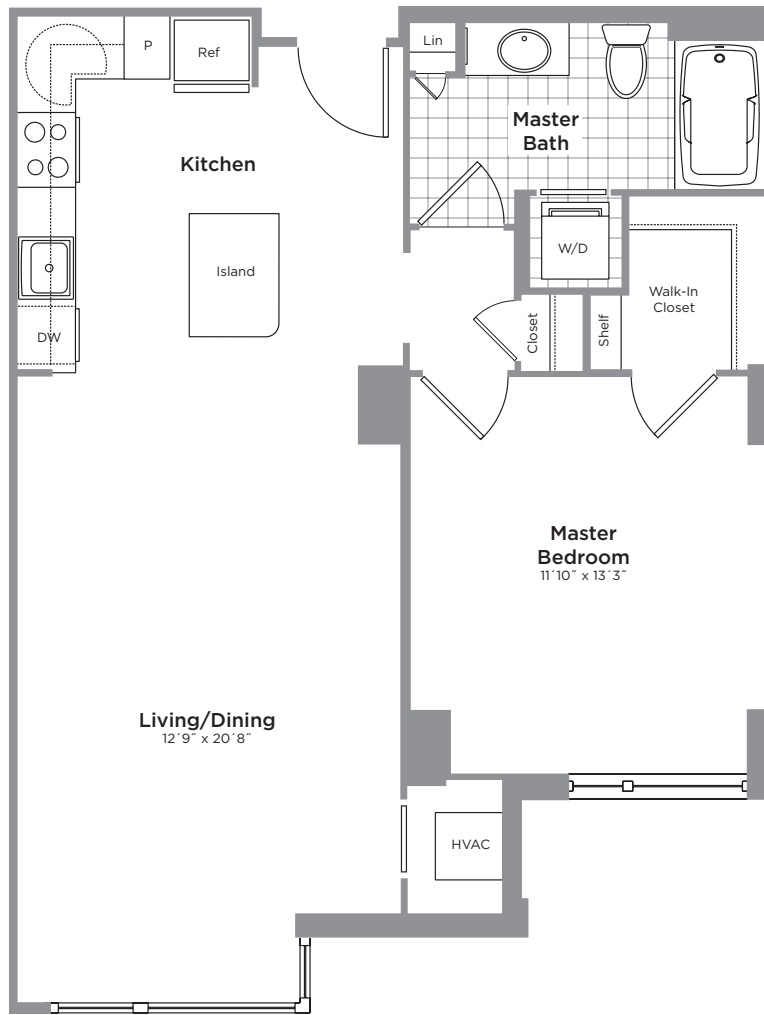 P
Ref
Lin
Master
Bath
Kitchen
Island
W/D
Walk-In
Closet
Closet
Shelf
DW
Master
Bedroom
11´10˝ x 13´3˝
Living/Dining
12´9˝ x 20´8˝
HVAC